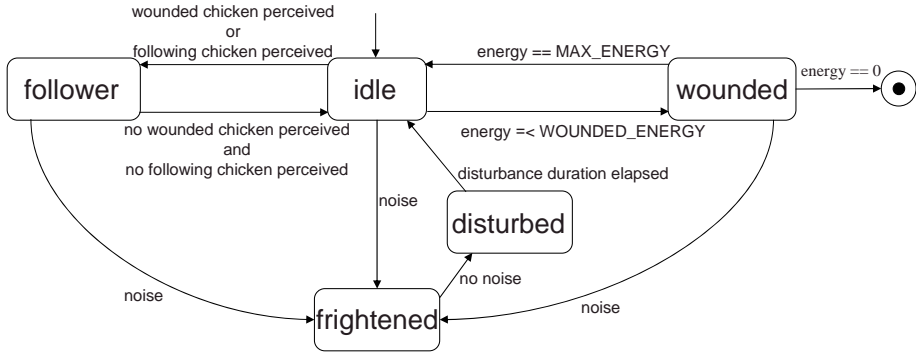 wounded chicken perceived
or
following chicken perceived
energy == MAX_ENERGY
energy == 0
follower
idle
wounded
no wounded chicken perceived
and
no following chicken perceived
energy =< WOUNDED_ENERGY
disturbance duration elapsed
noise
disturbed
no noise
noise
noise
frightened